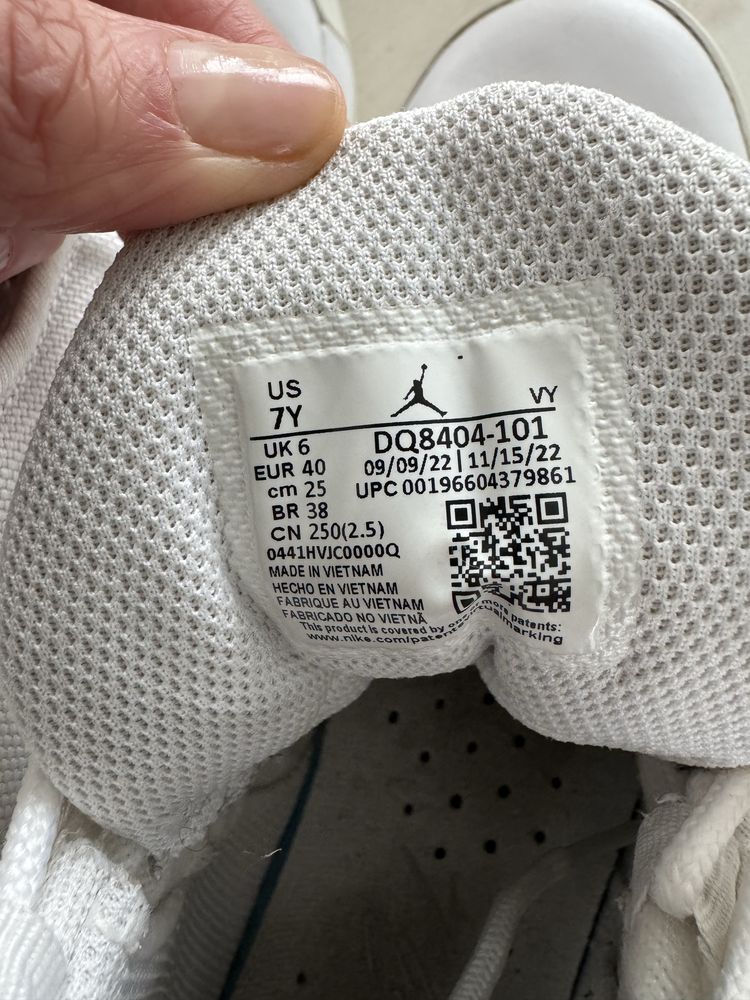 US
7Y
VY
UK 6
EUR 40
cm 25
BR 38
CN 250(2.5)
DQ8404-101
09/09/22 | 11/15/22
UPC 00196604379861
0441HVJC0000Q
MADE IN VIETNAM
HECHO EN VIETNAM
FABRIQUE AU VIETNAM
FABRICADO NO VIETNÃ
This product is covered by one more patents:
www.nike.com/patents marking